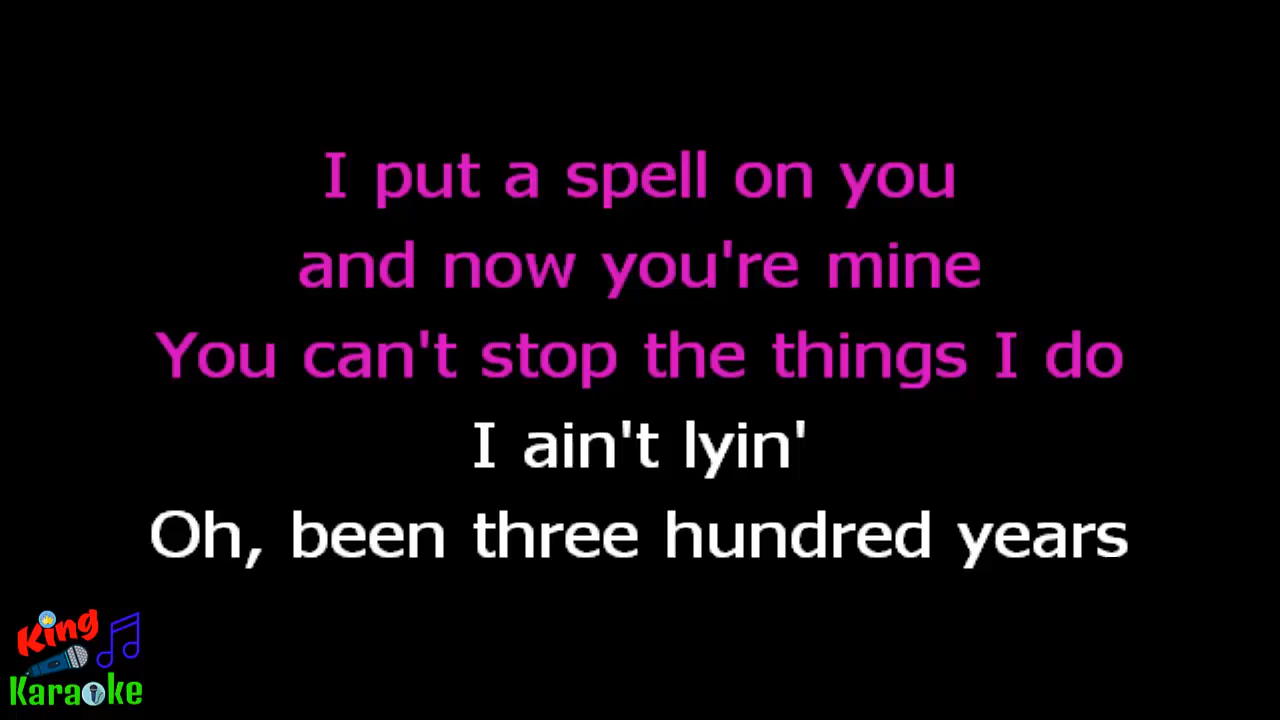 I put a spell on you
and now you're mine
You can't stop the things I do
I ain't lyin'
Oh, been three hundred years
King
Karaoke